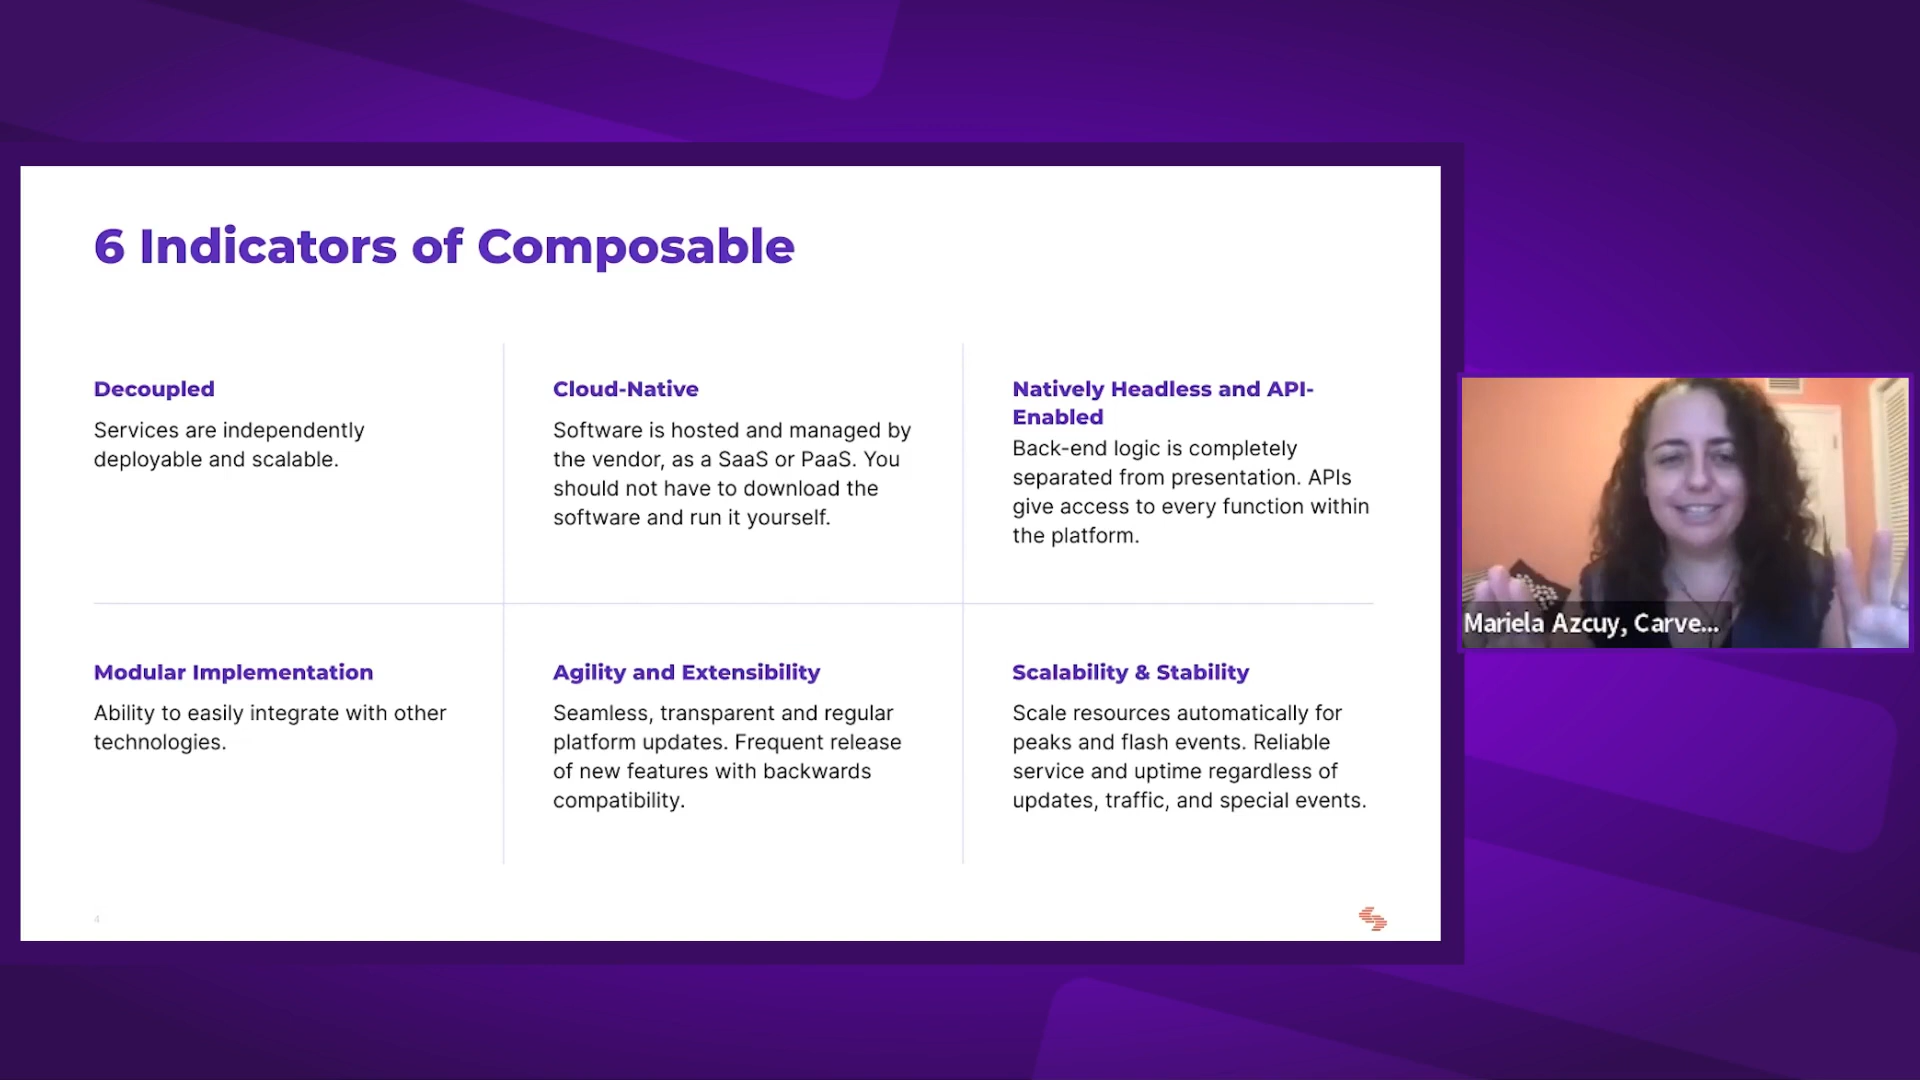 6 Indicators of Composable
Decoupled
Services are independently
deployable and scalable.
Cloud-Native
Software is hosted and managed by
the vendor, as a SaaS or PaaS. You
should not have to download the
software and run it yourself.
Natively Headless and API-
Enabled
Back-end logic is completely
separated from presentation. APIs
give access to every function within
the platform.
Modular Implementation
Ability to easily integrate with other
technologies.
Agility and Extensibility
Seamless, transparent and regular
platform updates. Frequent release
of new features with backwards
compatibility.
Scalability & Stability
Scale resources automatically for
peaks and flash events. Reliable
service and uptime regardless of
updates, traffic, and special events.
4
Mariela Azcuy, Carve...